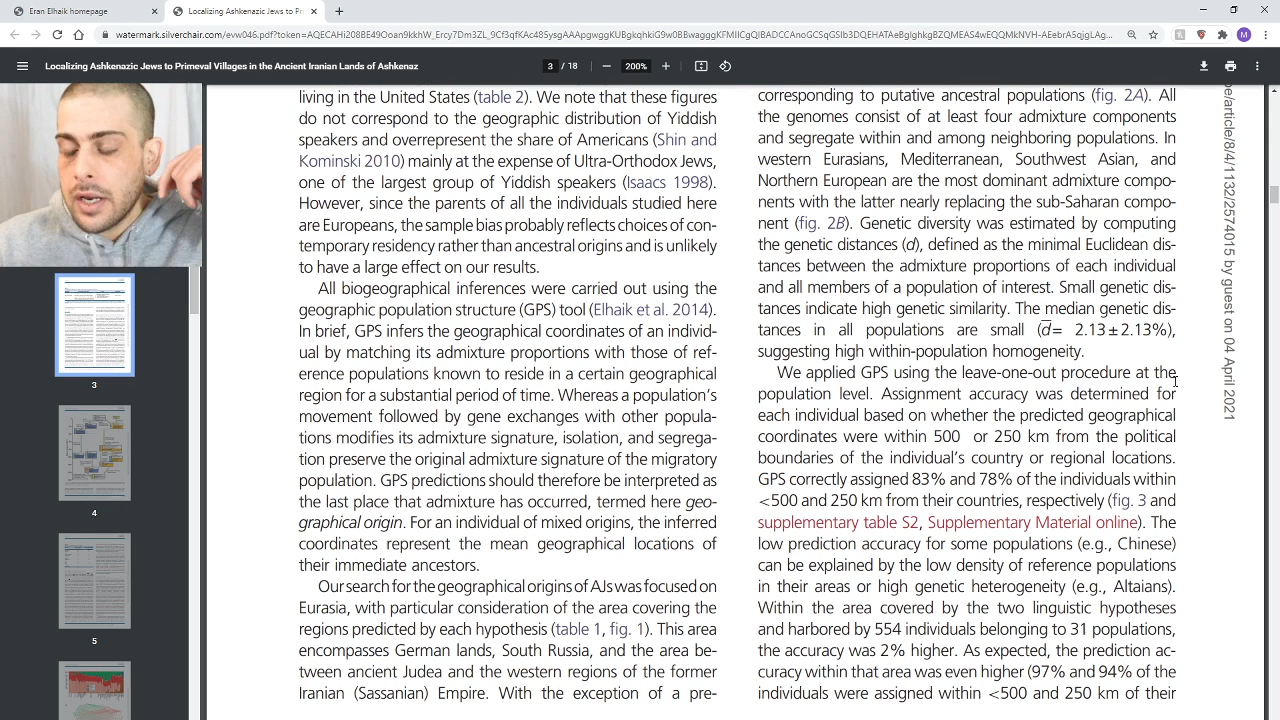 Eran Elhaik homepage
Localizing Ashkenazic Jews to Pr
Localizing Ashkenazic Jews to Primeval Villages in the Ancient Iranian Lands of Ashkenaz
3 / 18
200%
3
4
5
living in the United States (table 2). We note that these figures
do not correspond to the geographic distribution of Yiddish
speakers and overrepresent the share of Americans (Shin and
Kominski 2010) mainly at the expense of Ultra-Orthodox Jews,
one of the largest group of Yiddish speakers (Isaacs 1998).
However, since the parents of all the individuals studied here
are Europeans, the sample bias probably reflects choices of con-
temporary residency rather than ancestral origins and is unlikely
to have a large effect on our results.
All biogeographical inferences were carried out using the
geographic population structure (GPS) tool (Elhaik et al. 2014).
In brief, GPS infers the geographical coordinates of an individ-
ual by matching its admixture proportions with those of ref-
erence populations known to reside in a certain geographical
region for a substantial period of time. Whereas a population's
movement followed by gene exchanges with other popula-
tions modifies its admixture signature, isolation, and segrega-
tion preserve the original admixture signature of the migratory
population. GPS predictions should therefore be interpreted as
the last place that admixture has occurred, termed here geo-
graphical origin. For an individual of mixed origins, the inferred
coordinates represent the mean geographical locations of
their immediate ancestors.
Our search for the geographical origins of AJs was focused on
Eurasia, with particular consideration of the area covering the
regions predicted by each hypothesis (table 1, fig. 1). This area
encompasses German lands, South Russia, and the area be-
tween ancient Judaea and the western regions of the former
Iranian (Sassanian) Empire. With the exception of a pre-
corresponding to putative ancestral populations (fig. 2A). All
the genomes consist of at least four admixture components
and segregate within and among neighboring populations. In
western Eurasians, Mediterranean, Southwest Asian, and
Northern European are the most dominant admixture compo-
nents with the latter nearly replacing the sub-Saharan compo-
nent (fig. 2B). Genetic diversity was estimated by computing
the genetic distances (d), defined as the minimal Euclidean dis-
tances between the admixture proportions of each individual
and all members of a population of interest. Small genetic dis-
tances indicate high genetic similarity. The median genetic dis-
tances in all populations are small (d= 2.13±2.13%),
suggesting high within-population homogeneity.
We applied GPS using the leave-one-out procedure at the
population level. Assignment accuracy was determined for
each individual based on whether the predicted geographical
coordinates were within 500 or 250 km from the political
boundaries of the individual's country or regional locations.
GPS correctly assigned 83% and 78% of the individuals within
<500 and 250 km from their countries, respectively (fig. 3 and
supplementary table S2, Supplementary Material online). The
low prediction accuracy for some populations (e.g., Chinese)
can be explained by the low density of reference populations
in those areas or high genetic heterogeneity (e.g., Altaians).
Within the area covered by the two linguistic hypotheses
and harbored by 554 individuals belonging to 31 populations,
the accuracy was 2% higher. As expected, the prediction ac-
curacy within that area was even higher (97% and 94% of the
individuals were assigned within <500 and 250 km of their
be/article/8/4/1132/2574015 by guest on 04 April 2021